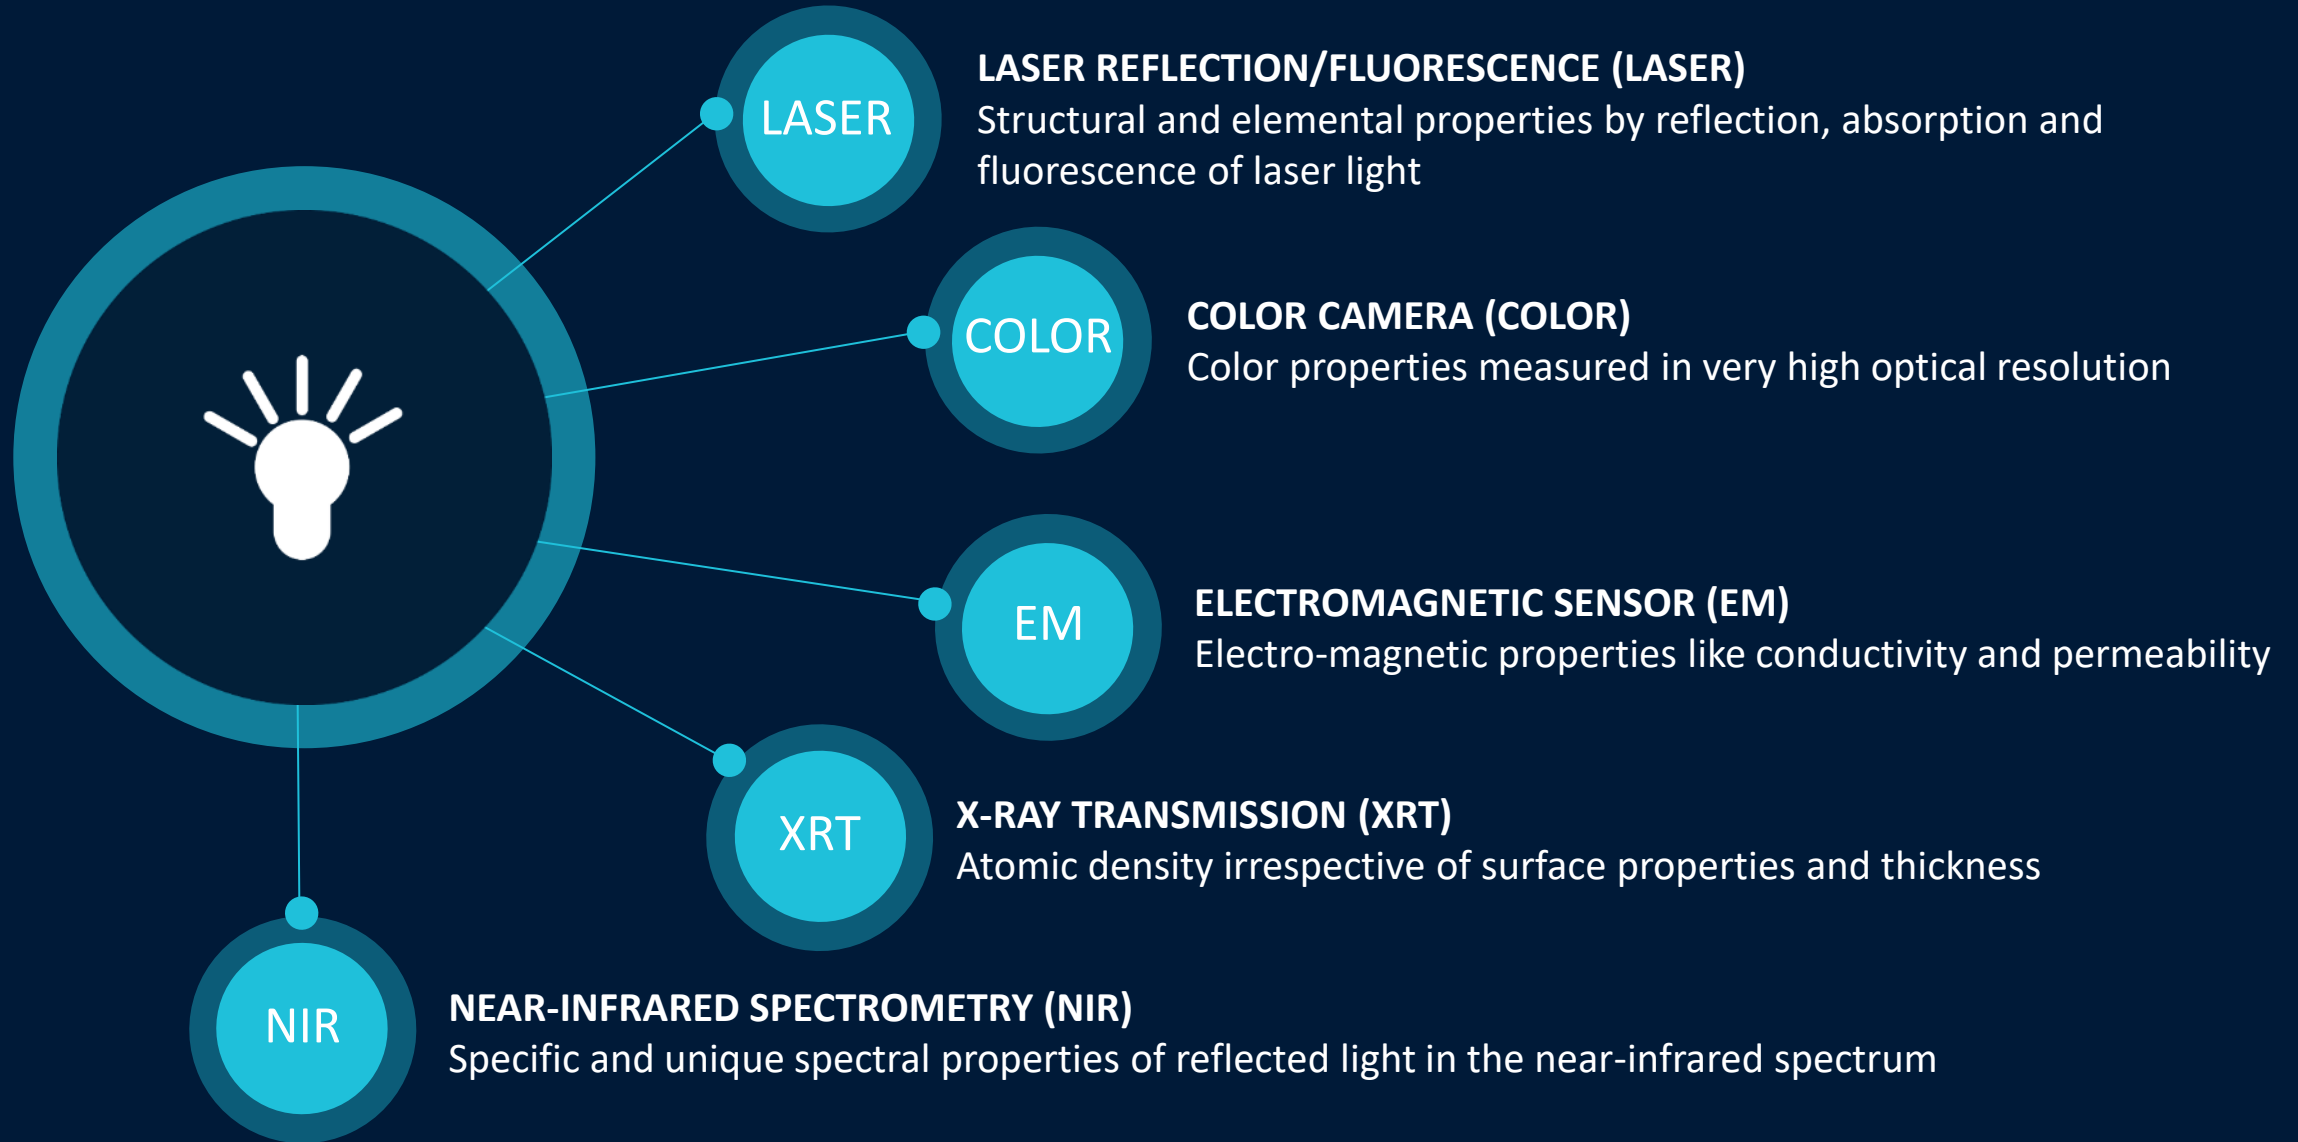 LASER
LASER REFLECTION/FLUORESCENCE (LASER)
Structural and elemental properties by reflection, absorption and
fluorescence of laser light
COLOR
COLOR CAMERA (COLOR)
Color properties measured in very high optical resolution
EM
ELECTROMAGNETIC SENSOR (EM)
Electro-magnetic properties like conductivity and permeability
XRT
X-RAY TRANSMISSION (XRT)
Atomic density irrespective of surface properties and thickness
NIR
NEAR-INFRARED SPECTROMETRY (NIR)
Specific and unique spectral properties of reflected light in the near-infrared spectrum